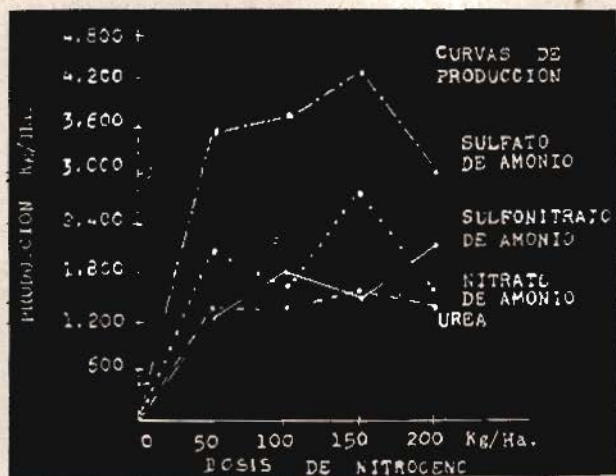 4.800
CURVAS DE
PRODUCCION
4.200
3.600
SULFATO
DE AMONIO
3.000
SULFONITRATO
DE AMONIO
2.400
1.800
NITRATO
DE AMONIO
1.200
UREA
600
PRODUCCION Kg/Ha.
0 50 100 150 200 Kg/Ha.
DOSIS DE NITROGENO